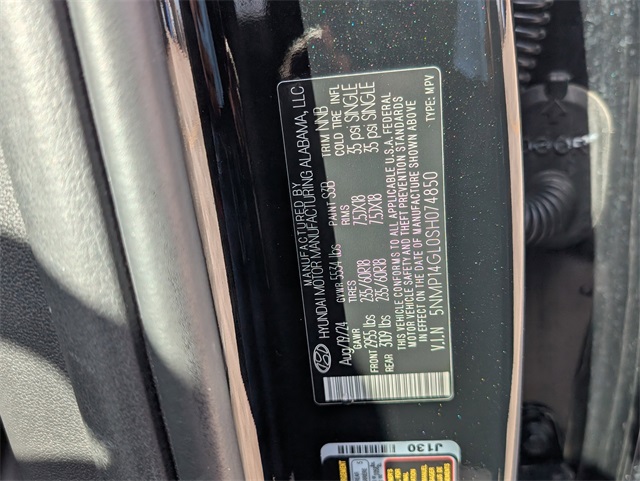 MANUFACTURED BY
HYUNDAI MOTOR MANUFACTURING ALABAMA, LLC
Aug/19/24 GVWR 5534 lbs PAINT S3B TRIM NNB
GAWR TIRES RIMS COLD TIRE INFL
FRONT 2955 lbs 235/60R18 7.5JX18 35 psi SINGLE
REAR 3109 lbs 235/60R18 7.5JX18 35 psi SINGLE
THIS VEHICLE CONFORMS TO ALL APPLICABLE U.S.A. FEDERAL
MOTOR VEHICLE SAFETY AND THEFT PREVENTION STANDARDS
IN EFFECT ON THE DATE OF MANUFACTURE SHOWN ABOVE
V.I.N 5NMP14GL0SH074850 TYPE: MPV
J1130